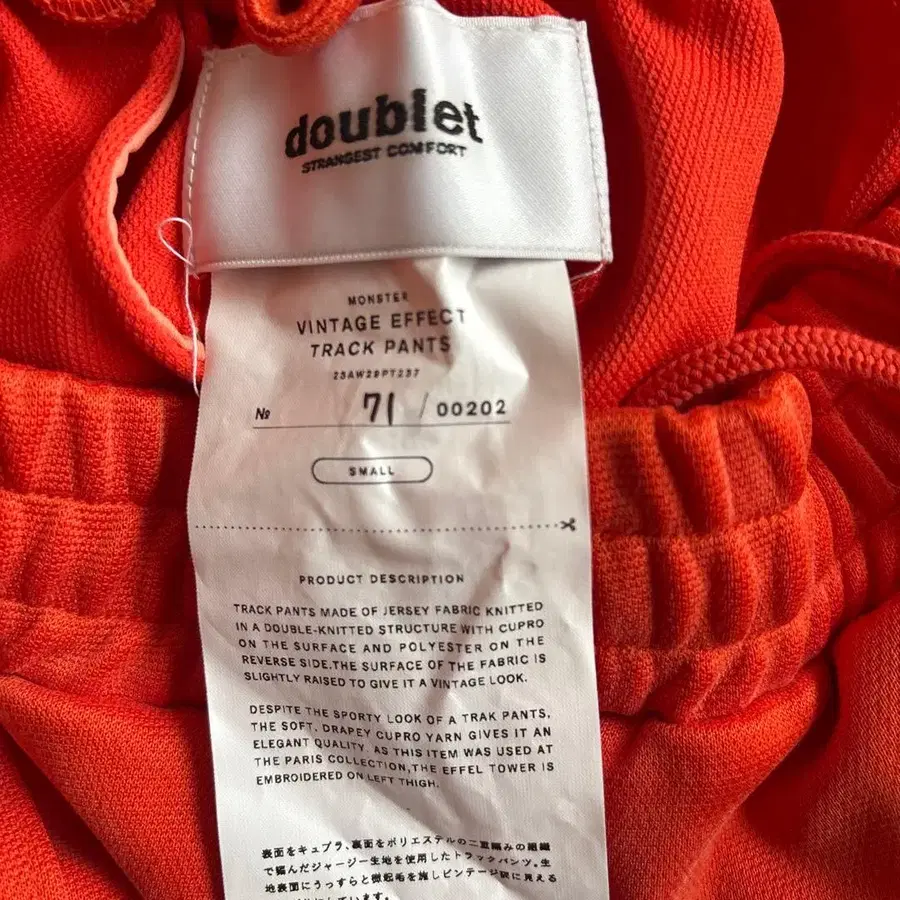 doublet
STRANGEST COMFORT
MONSTER
VINTAGE EFFECT
TRACK PANTS
23AW29PT237
№ 71 / 00202
SMALL
PRODUCT DESCRIPTION
TRACK PANTS MADE OF JERSEY FABRIC KNITTED
IN A DOUBLE-KNITTED STRUCTURE WITH CUPRO
ON THE SURFACE AND POLYESTER ON THE
REVERSE SIDE.THE SURFACE OF THE FABRIC IS
SLIGHTLY RAISED TO GIVE IT A VINTAGE LOOK.
DESPITE THE SPORTY LOOK OF A TRAK PANTS,
THE SOFT, DRAPEY CUPRO YARN GIVES IT AN
ELEGANT QUALITY. AS THIS ITEM WAS USED AT
THE PARIS COLLECTION,THE EFFEL TOWER IS
EMBROIDERED ON LEFT THIGH.
表面をキュプラ、裏面をポリエステルの二重編みの組織
で編んだジャージー生地を使用したトラックパンツ。生
地表面にうっすらと微起毛を施しビンテージ砕に見える
しています。